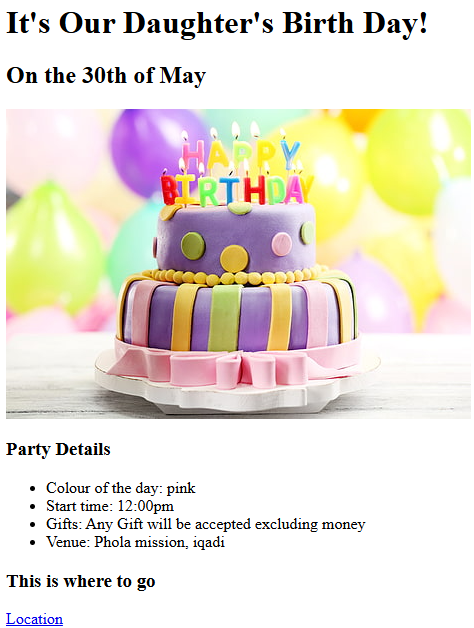 It's Our Daughter's Birth Day!
On the 30th of May
HAPPY
BIRTHDAY
Party Details
Colour of the day: pink
Start time: 12:00pm
Gifts: Any Gift will be accepted excluding money
Venue: Phola mission, iqadi
This is where to go
Location